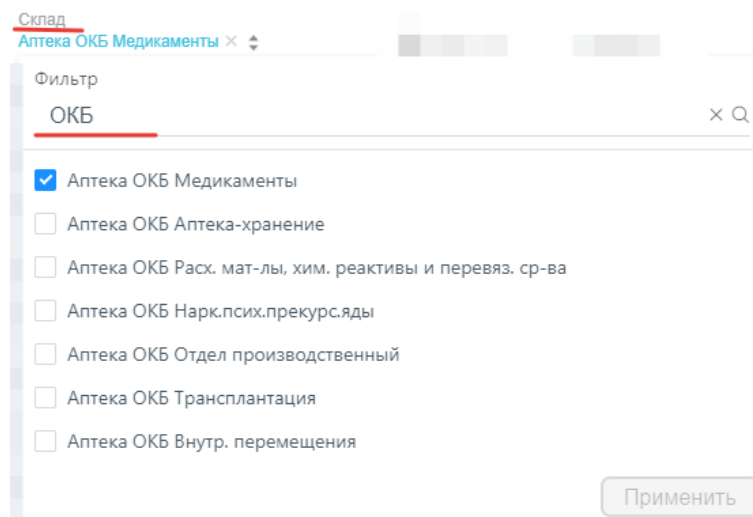 Склад
Аптека ОКБ Медикаменты
Фильтр
ОКБ
Аптека ОКБ Медикаменты
Аптека ОКБ Аптека-хранение
Аптека ОКБ Расх. мат-лы, хим. реактивы и перевяз. ср-ва
Аптека ОКБ Нарк.псих.прекурс.яды
Аптека ОКБ Отдел производственный
Аптека ОКБ Трансплантация
Аптека ОКБ Внутр. перемещения
Применить